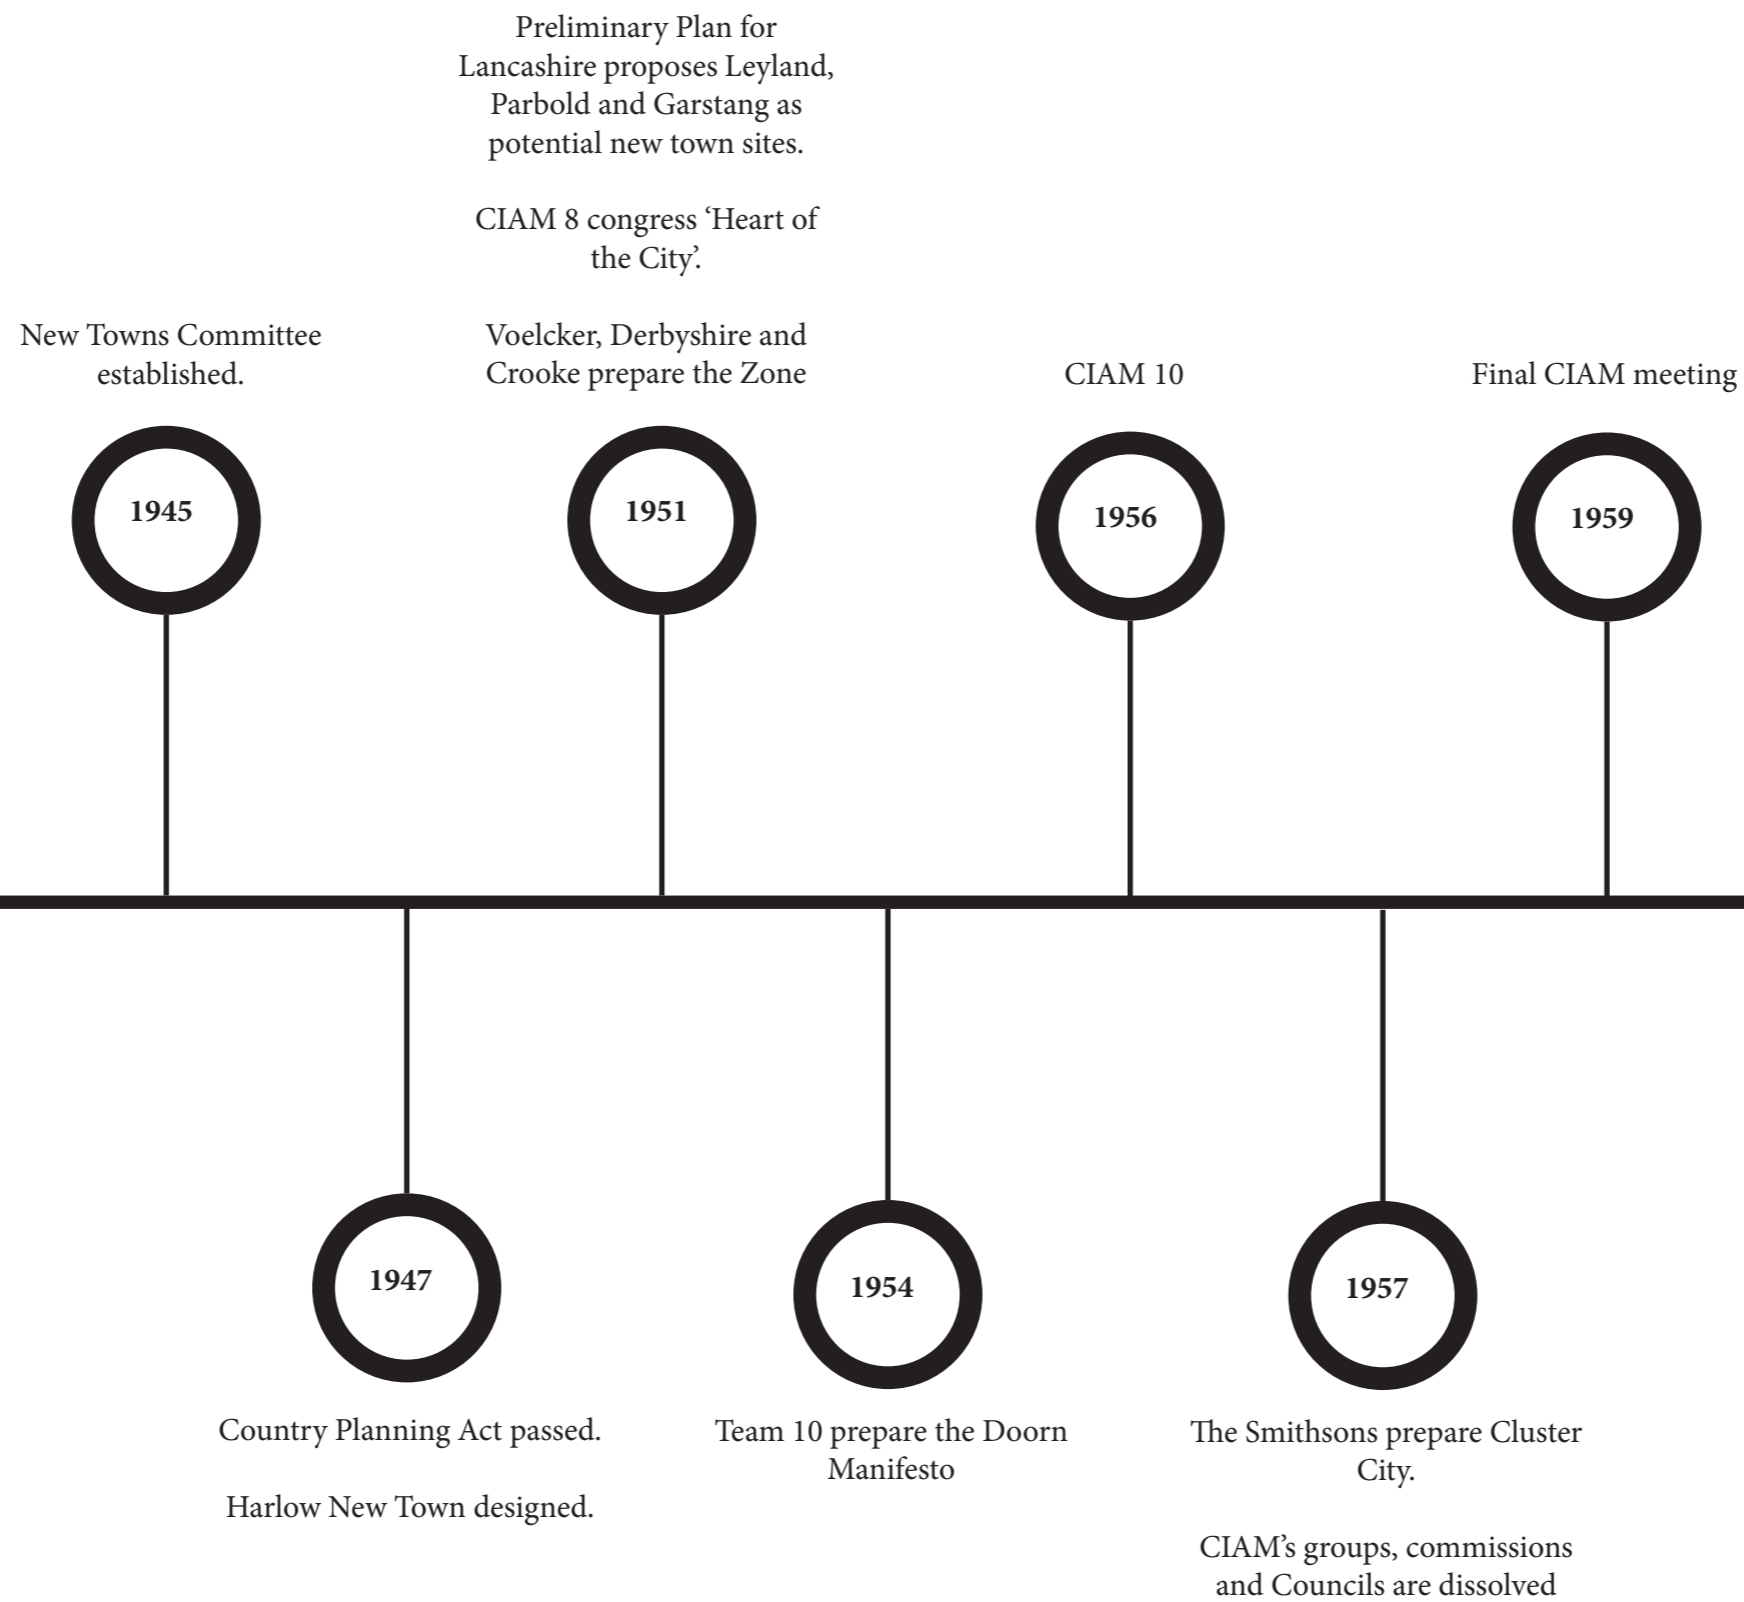 Preliminary Plan for
Lancashire proposes Leyland,
Parbold and Garstang as
potential new town sites.
CIAM 8 congress ‘Heart of
the City’.
New Towns Committee
established.
Voelcker, Derbyshire and
Crooke prepare the Zone
CIAM 10
Final CIAM meeting
1945
1951
1956
1959
1947
1954
1957
Country Planning Act passed.
Harlow New Town designed.
Team 10 prepare the Doorn
Manifesto
The Smithsons prepare Cluster
City.
CIAM’s groups, commissions
and Councils are dissolved